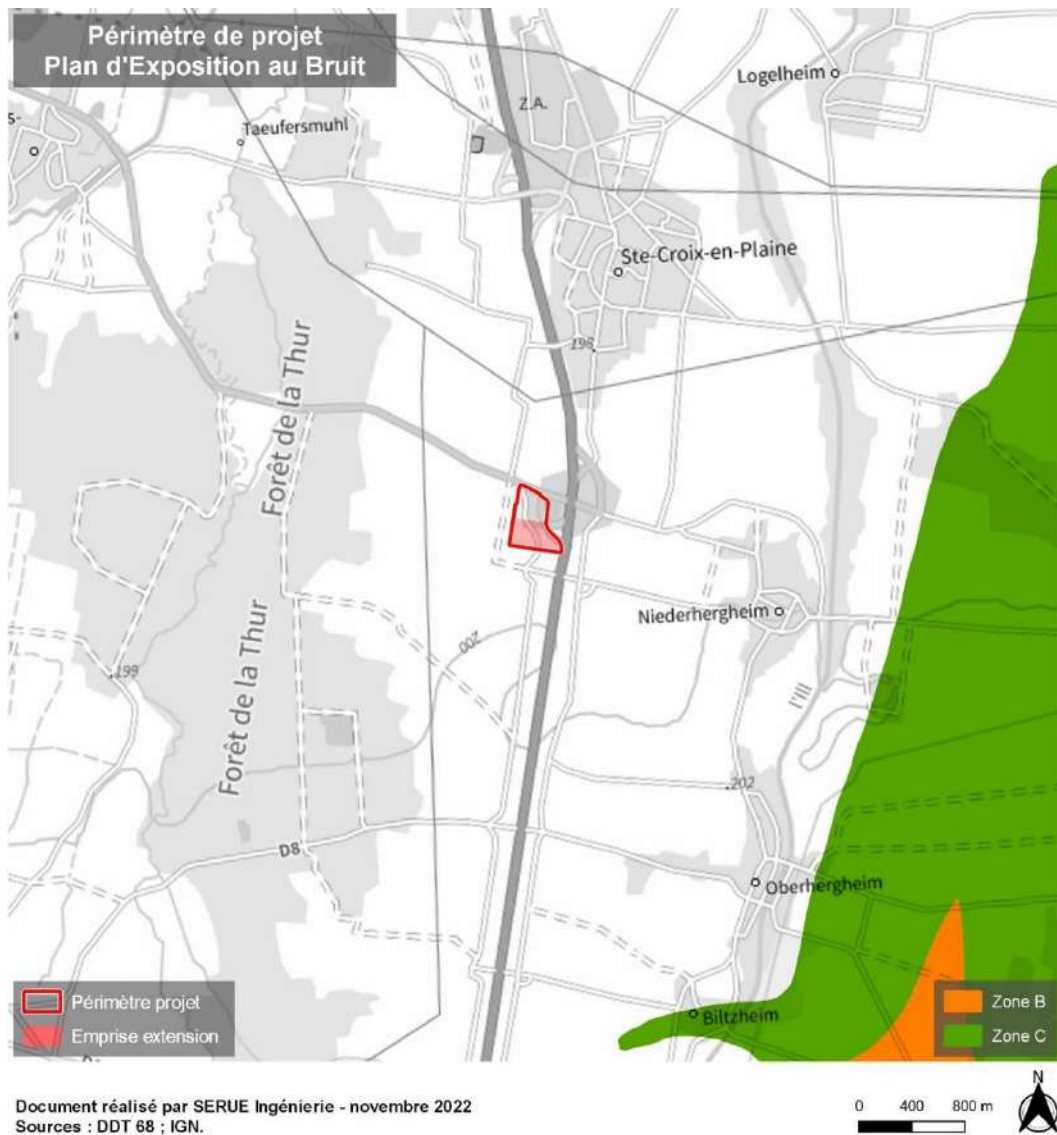 Périmètre de projet
Plan d'Exposition au Bruit
Logelheim
Z.A.
s-
Taeufersmuhl
Ste-Croix-en-Plaine
196
Forêt de la Thur
Niederhergheim
Forêt de la Thur
200
199
l'Ill
202
D8
Oberhergheim
Biltzheim
Périmètre projet
Emprise extension
Zone B
Zone C
Document réalisé par SERUE Ingénierie - novembre 2022
Sources : DDT 68 ; IGN.
0 400 800 m
N